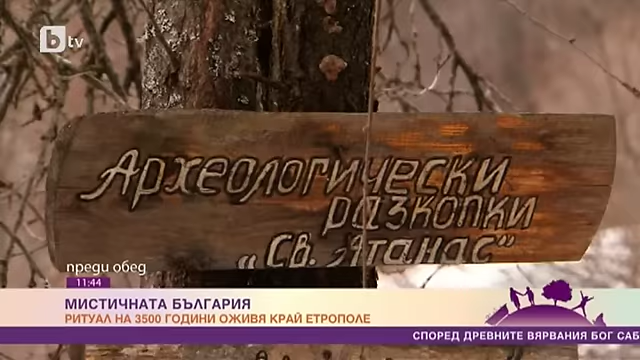 btv
Археологически
разкопки
„Св. Атанас"
преди обед
11:44
МИСТИЧНАТА БЪЛГАРИЯ
РИТУАЛ НА 3500 ГОДИНИ ОЖИВЯ КРАЙ ЕТРОПОЛЕ
СПОРЕД ДРЕВНИТЕ ВЯРВАНИЯ БОГ САБ